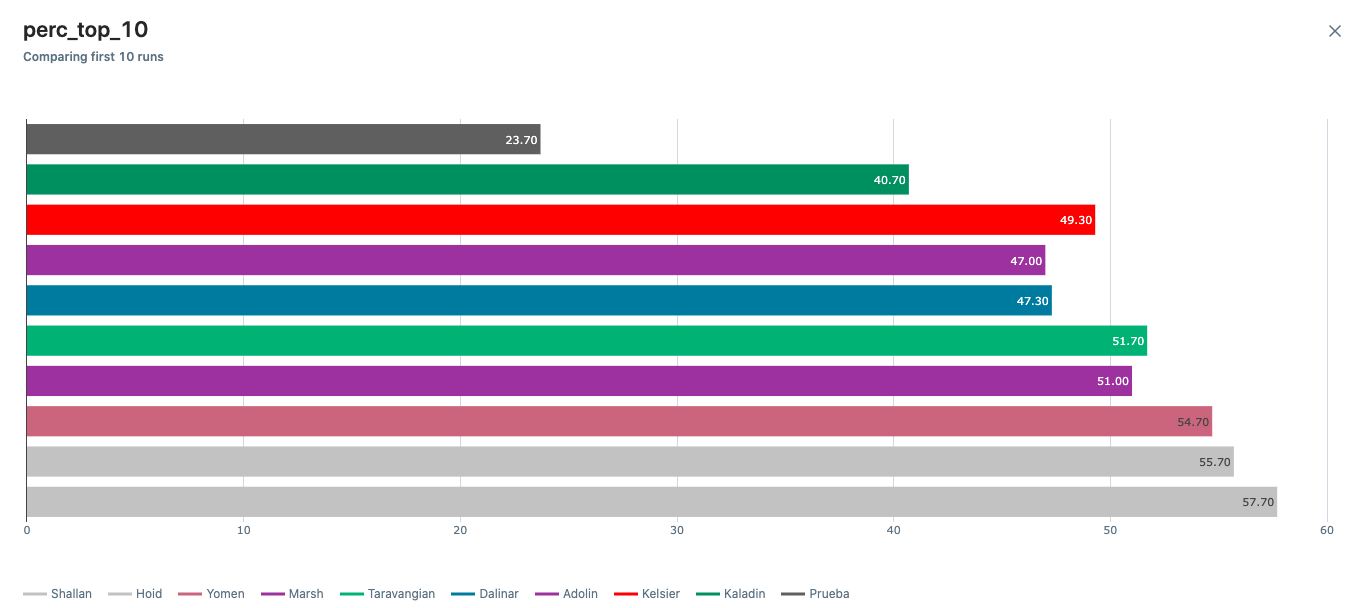 perc_top_10
Comparing first 10 runs
23.70
40.70
49.30
47.00
47.30
51.70
51.00
54.70
55.70
57.70
0 10 20 30 40 50 60
Shallan Hoid Yomen Marsh Taravangian Dalinar Adolin Kelsier Kaladin Prueba